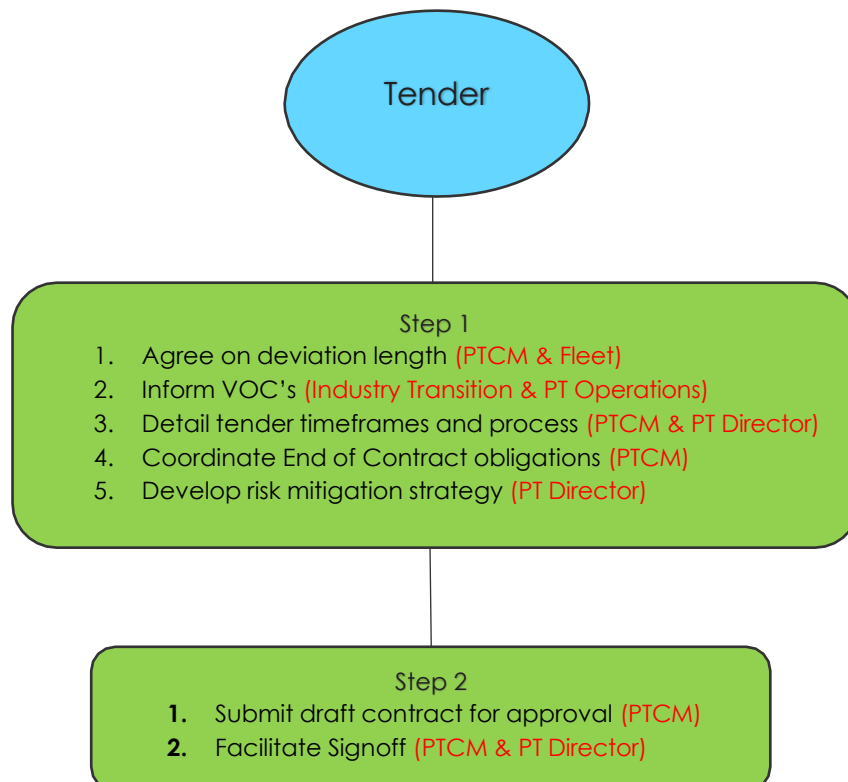 Tender
Step 1
1. Agree on deviation length (PTCM & Fleet)
2. Inform VOC’s (Industry Transition & PT Operations)
3. Detail tender timeframes and process (PTCM & PT Director)
4. Coordinate End of Contract obligations (PTCM)
5. Develop risk mitigation strategy (PT Director)
Step 2
1. Submit draft contract for approval (PTCM)
2. Facilitate Signoff (PTCM & PT Director)